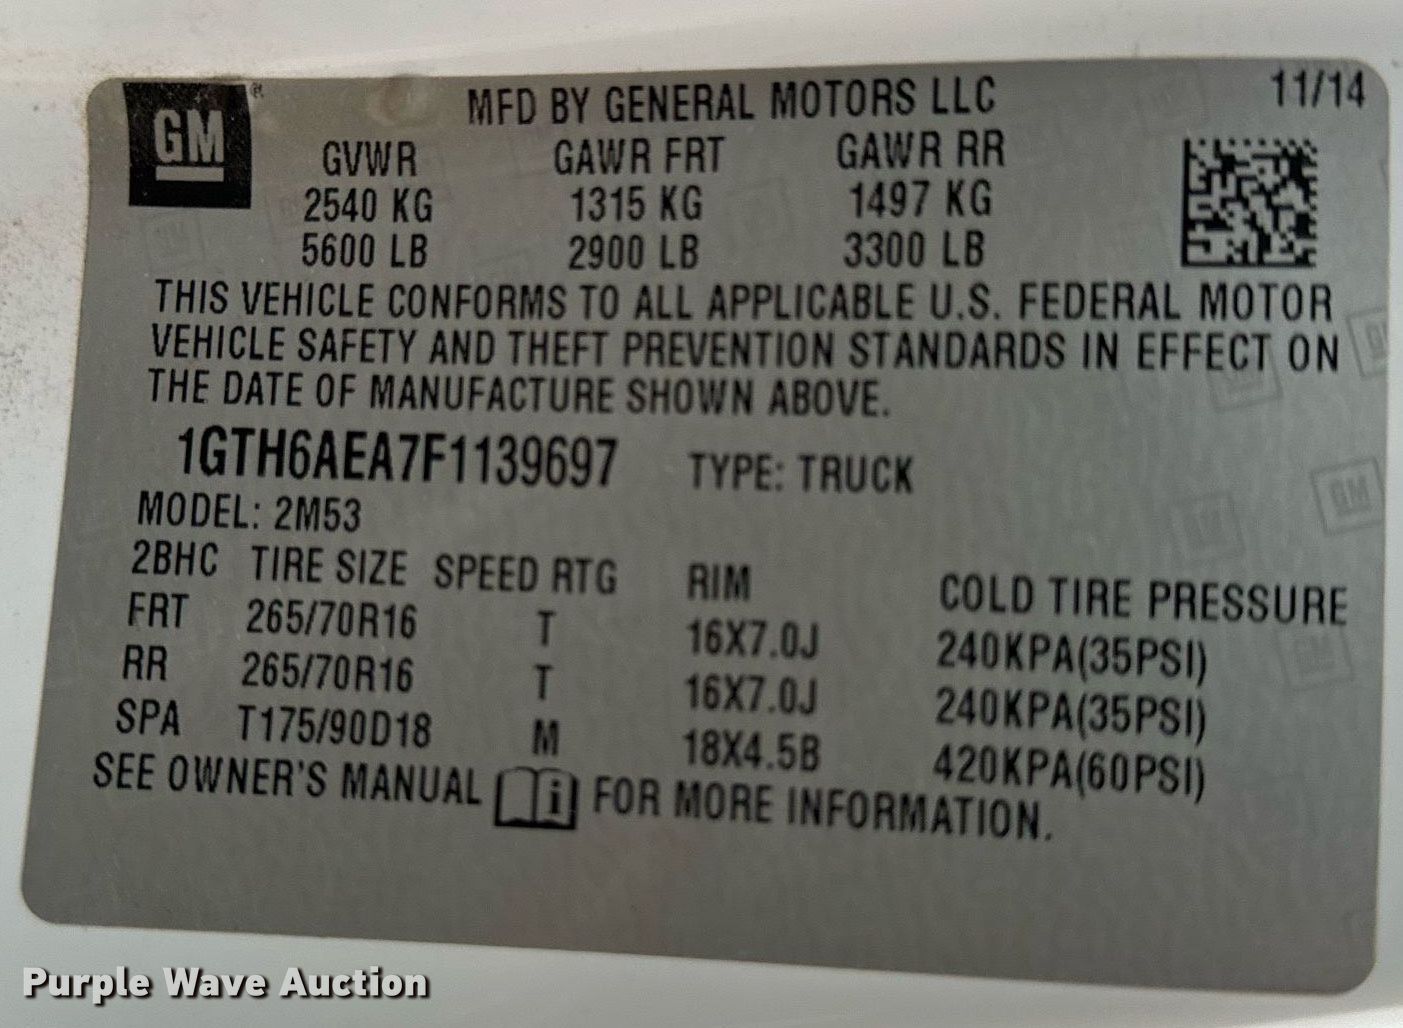 GM® MFD BY GENERAL MOTORS LLC 11/14
GVWR GAWR FRT GAWR RR
2540 KG 1315 KG 1497 KG
5600 LB 2900 LB 3300 LB
THIS VEHICLE CONFORMS TO ALL APPLICABLE U.S. FEDERAL MOTOR
VEHICLE SAFETY AND THEFT PREVENTION STANDARDS IN EFFECT ON
THE DATE OF MANUFACTURE SHOWN ABOVE.
1GTH6AEA7F1139697 TYPE: TRUCK
MODEL: 2M53
2BHC TIRE SIZE SPEED RTG RIM COLD TIRE PRESSURE
FRT 265/70R16 T 16X7.0J 240KPA(35PSI)
RR 265/70R16 T 16X7.0J 240KPA(35PSI)
SPA T175/90D18 M 18X4.5B 420KPA(60PSI)
SEE OWNER'S MANUAL i FOR MORE INFORMATION.
Purple Wave Auction